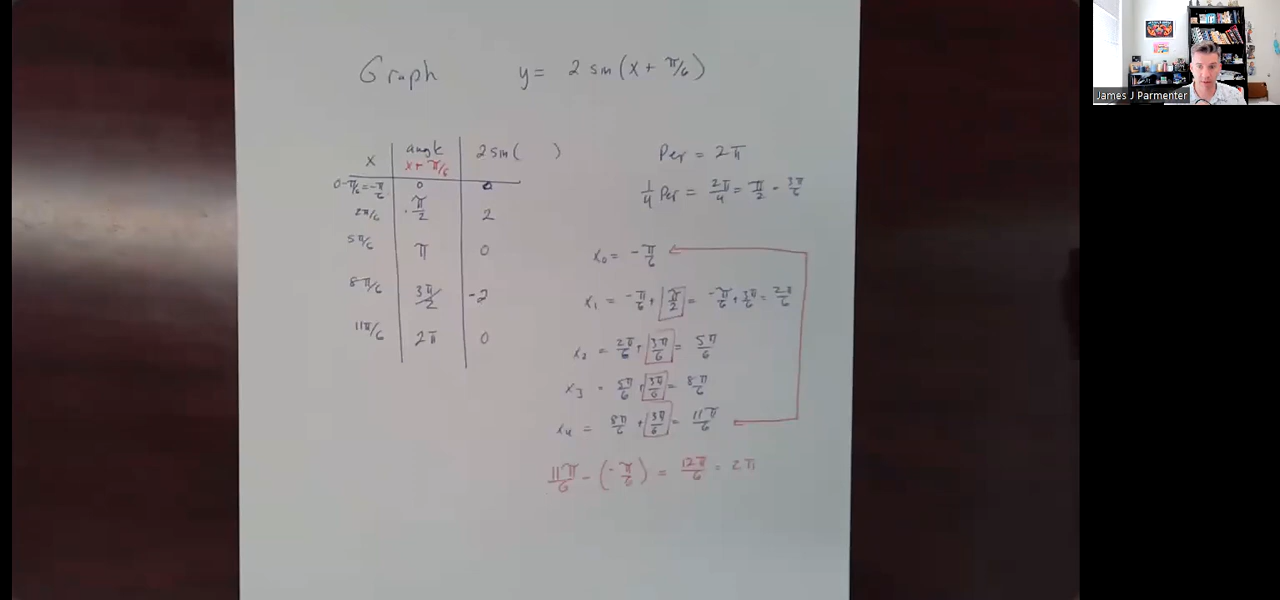 Graph y = 2 sin(x + π/6)
x | angle x + π/6 | 2 sin( )
0 - π/6 = -π/6 | 0 | 0
2π/6 | π/2 | 2
5π/6 | π | 0
8π/6 | 3π/2 | -2
11π/6 | 2π | 0
Per = 2π
1/4 Per = 2π/4 = π/2 = 3π/6
x₀ = -π/6
x₁ = -π/6 + π/2 = -π/6 + 3π/6 = 2π/6
x₂ = 2π/6 + 3π/6 = 5π/6
x₃ = 5π/6 + 3π/6 = 8π/6
x₄ = 8π/6 + 3π/6 = 11π/6
11π/6 - (-π/6) = 12π/6 = 2π
James J Parmenter